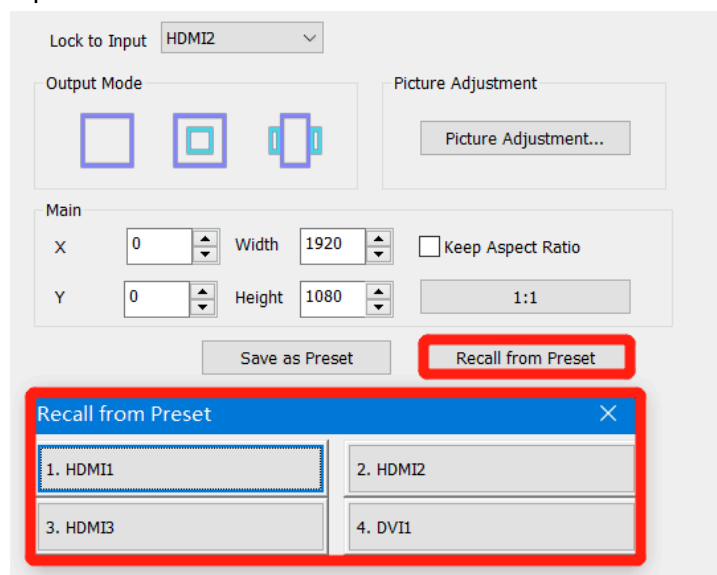 Lock to Input HDMI2
Output Mode Picture Adjustment
Picture Adjustment...
Main
X 0 Width 1920 Keep Aspect Ratio
Y 0 Height 1080 1:1
Save as Preset Recall from Preset
Recall from Preset
1. HDMI1 2. HDMI2
3. HDMI3 4. DVI1